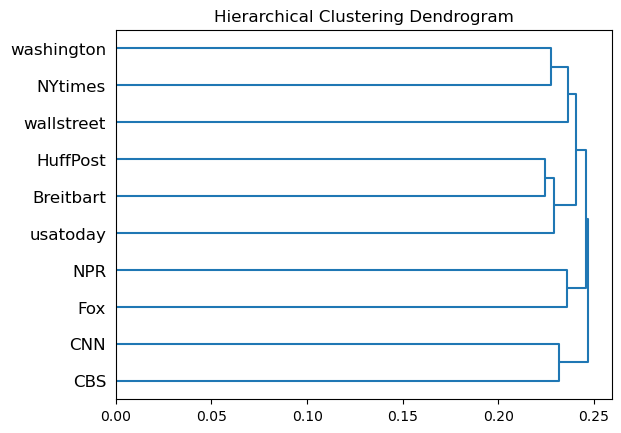 Hierarchical Clustering Dendrogram
washington
NYtimes
wallstreet
HuffPost
Breitbart
usatoday
NPR
Fox
CNN
CBS
0.00 0.05 0.10 0.15 0.20 0.25